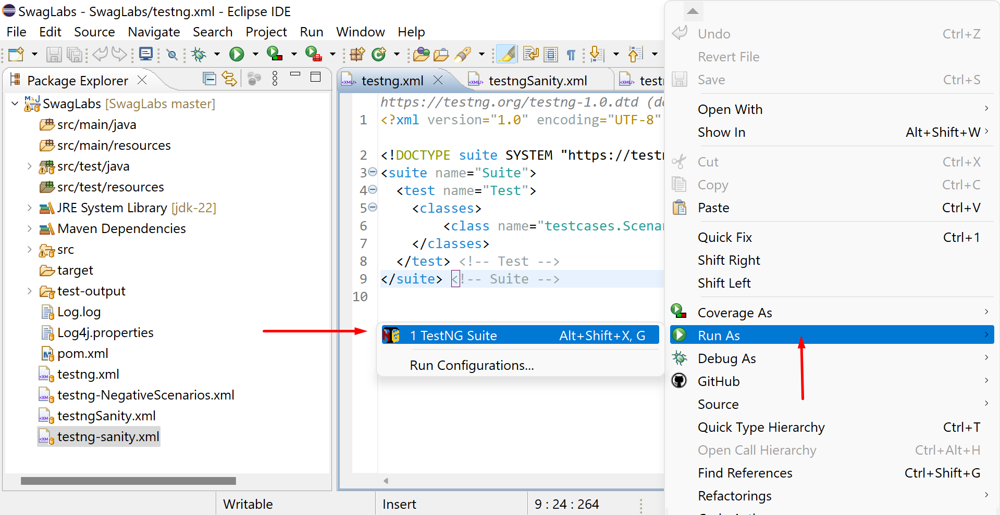 SwagLabs - SwagLabs/testng.xml - Eclipse IDE
File Edit Source Navigate Search Project Run Window Help
Package Explorer
SwagLabs [SwagLabs master]
src/main/java
src/main/resources
src/test/java
src/test/resources
JRE System Library [jdk-22]
Maven Dependencies
src
target
test-output
Log.log
Log4j.properties
pom.xml
testng.xml
testng-NegativeScenarios.xml
testngSanity.xml
testng-sanity.xml
testng.xml testngSanity.xml testn
https://testng.org/testng-1.0.dtd (do
1 <?xml version="1.0" encoding="UTF-8"
2 <!DOCTYPE suite SYSTEM "https://testn
3 <suite name="Suite">
4 <test name="Test">
5 <classes>
6 <class name="testcases.Scenar
7 </classes>
8 </test> <!-- Test -->
9 </suite> <!-- Suite -->
10
1 TestNG Suite Alt+Shift+X, G
Run Configurations...
Undo Ctrl+Z
Revert File
Save Ctrl+S
Open With
Show In Alt+Shift+W
Cut Ctrl+X
Copy Ctrl+C
Paste Ctrl+V
Quick Fix Ctrl+1
Shift Right
Shift Left
Coverage As
Run As
Debug As
GitHub
Source
Quick Type Hierarchy Ctrl+T
Open Call Hierarchy Ctrl+Alt+H
Find References Ctrl+Shift+G
Refactorings
Writable Insert 9 : 24 : 264